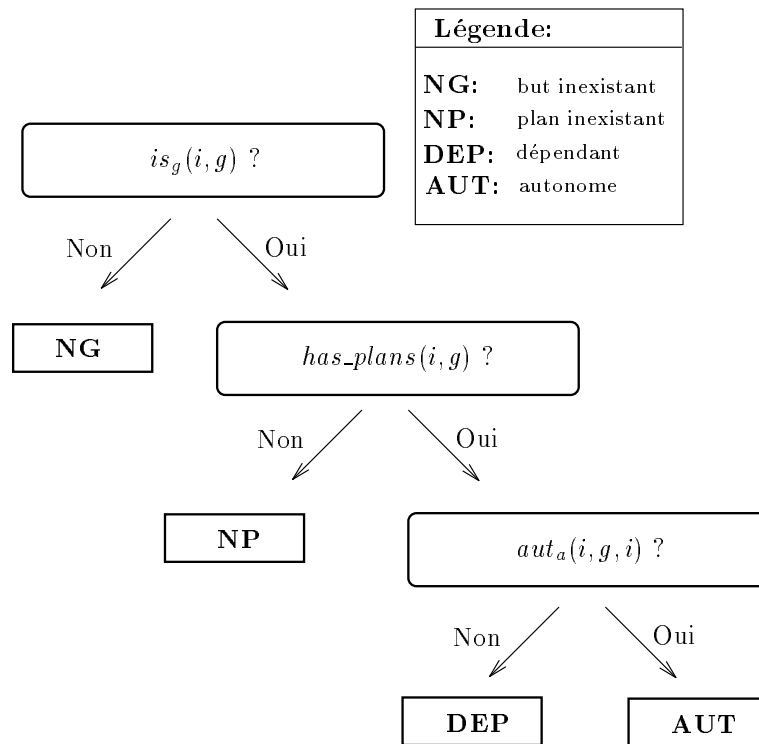 Légende:
NG: but inexistant
NP: plan inexistant
DEP: dépendant
AUT: autonome
is_g(i, g) ?
Non Oui
NG
has_plans(i, g) ?
Non Oui
NP
aut_a(i, g, i) ?
Non Oui
DEP AUT